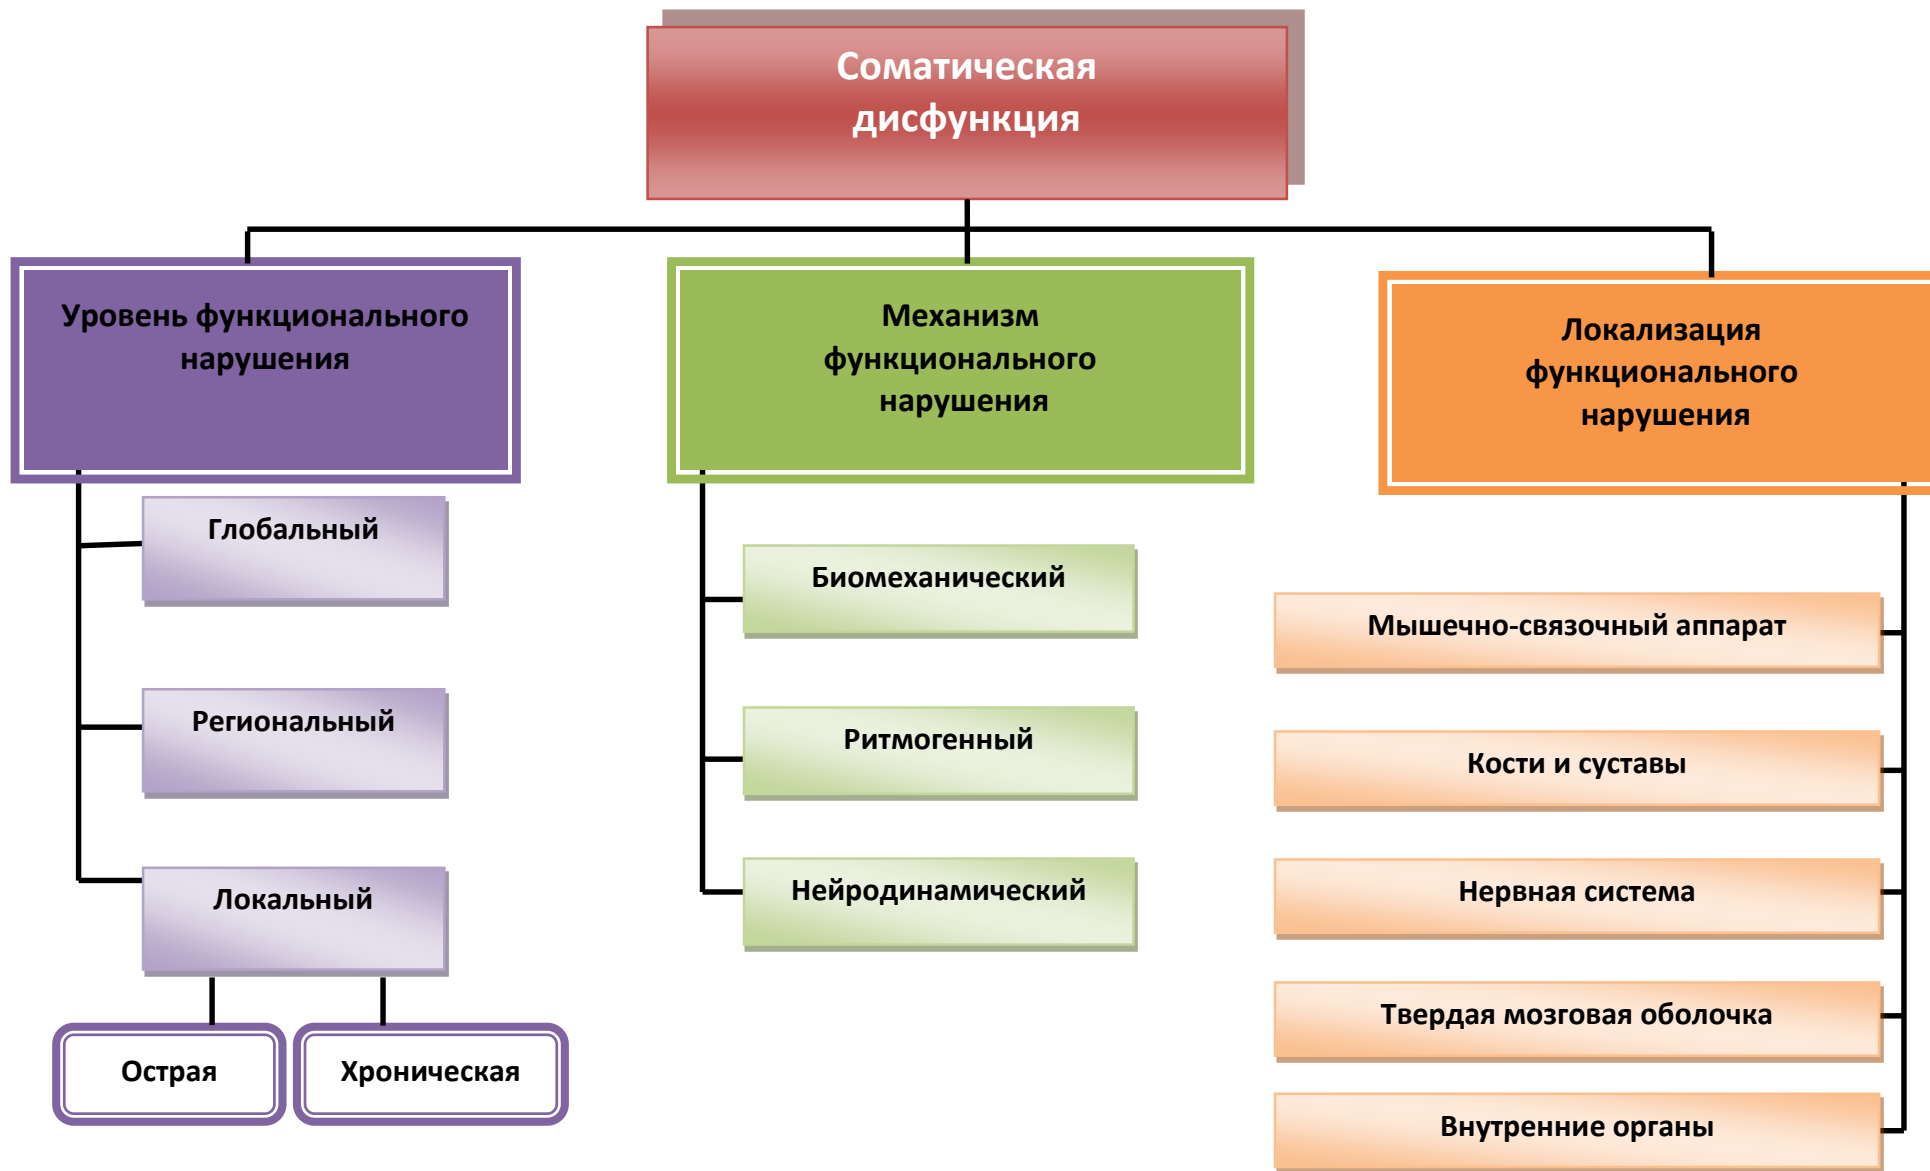 Соматическая
дисфункция
Уровень функционального
нарушения
Глобальный
Региональный
Локальный
Острая
Хроническая
Механизм
функционального
нарушения
Биомеханический
Ритмогенный
Нейродинамический
Локализация
функционального
нарушения
Мышечно-связочный аппарат
Кости и суставы
Нервная система
Твердая мозговая оболочка
Внутренние органы